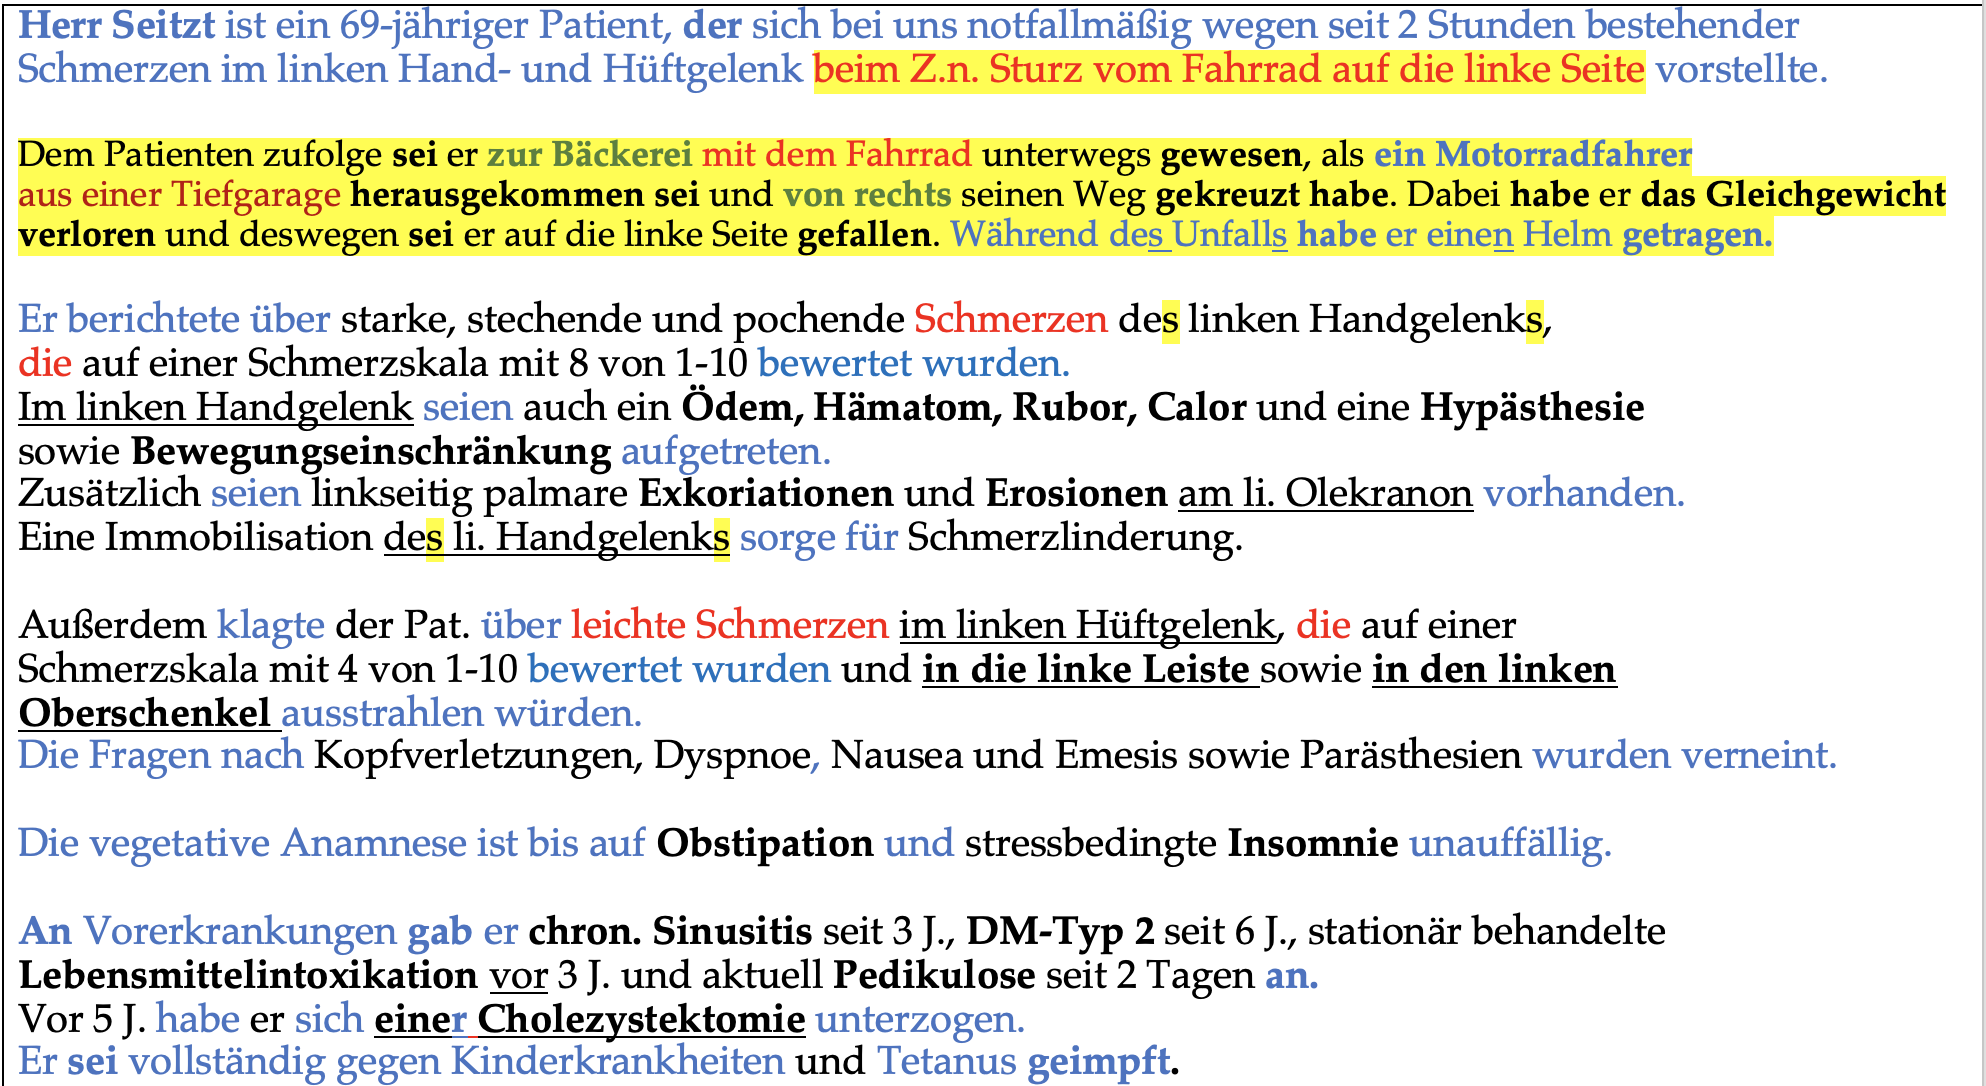 Herr Seitzt ist ein 69-jähriger Patient, der sich bei uns notfallmäßig wegen seit 2 Stunden bestehender
Schmerzen im linken Hand- und Hüftgelenk beim Z.n. Sturz vom Fahrrad auf die linke Seite vorstellte.
Dem Patienten zufolge sei er zur Bäckerei mit dem Fahrrad unterwegs gewesen, als ein Motorradfahrer
aus einer Tiefgarage herausgekommen sei und von rechts seinen Weg gekreuzt habe. Dabei habe er das Gleichgewicht
verloren und deswegen sei er auf die linke Seite gefallen. Während des Unfalls habe er einen Helm getragen.
Er berichtete über starke, stechende und pochende Schmerzen des linken Handgelenks,
die auf einer Schmerzskala mit 8 von 1-10 bewertet wurden.
Im linken Handgelenk seien auch ein Ödem, Hämatom, Rubor, Calor und eine Hypästhesie
sowie Bewegungseinschränkung aufgetreten.
Zusätzlich seien linkseitig palmare Exkoriationen und Erosionen am li. Olekranon vorhanden.
Eine Immobilisation des li. Handgelenks sorge für Schmerzlinderung.
Außerdem klagte der Pat. über leichte Schmerzen im linken Hüftgelenk, die auf einer
Schmerzskala mit 4 von 1-10 bewertet wurden und in die linke Leiste sowie in den linken
Oberschenkel ausstrahlen würden.
Die Fragen nach Kopfverletzungen, Dyspnoe, Nausea und Emesis sowie Parästhesien wurden verneint.
Die vegetative Anamnese ist bis auf Obstipation und stressbedingte Insomnie unauffällig.
An Vorerkrankungen gab er chron. Sinusitis seit 3 J., DM-Typ 2 seit 6 J., stationär behandelte
Lebensmittelintoxikation vor 3 J. und aktuell Pedikulose seit 2 Tagen an.
Vor 5 J. habe er sich einer Cholezystektomie unterzogen.
Er sei vollständig gegen Kinderkrankheiten und Tetanus geimpft.